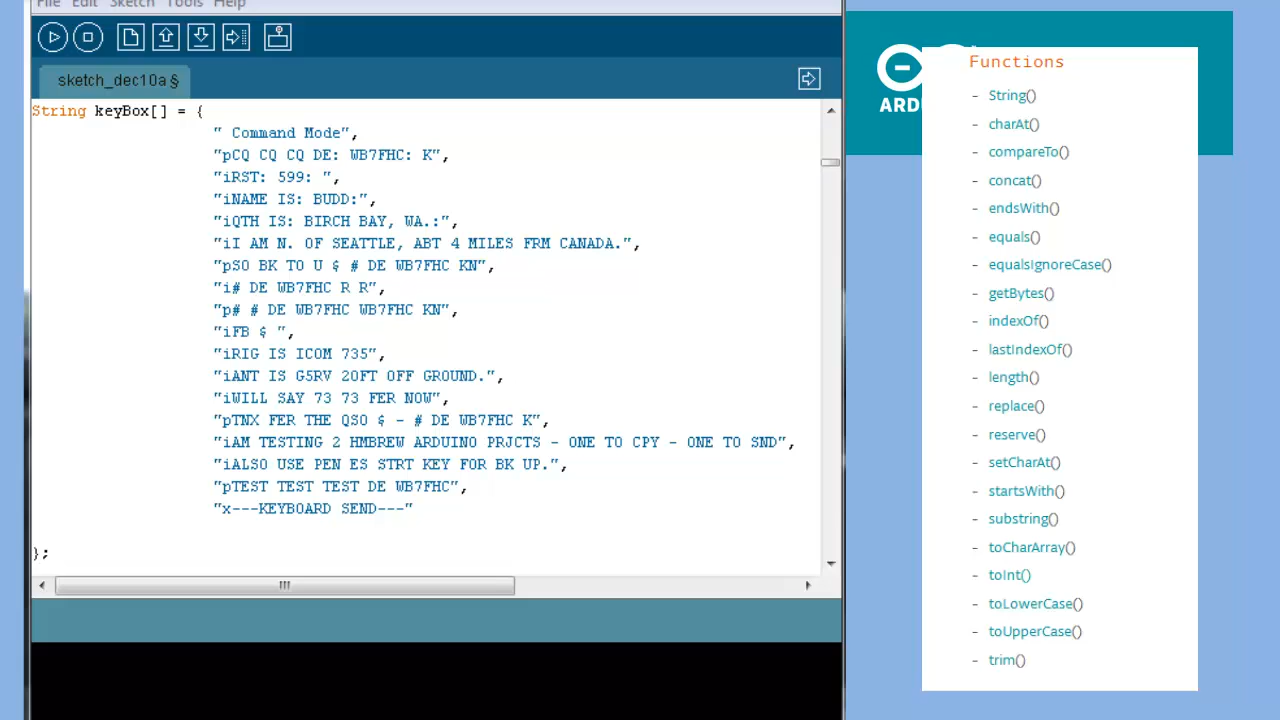 File Edit Sketch Tools Help
sketch_dec10a §
String keyBox[] = {
" Command Mode",
"pCQ CQ CQ DE: WB7FHC: K",
"iRST: 599: ",
"iNAME IS: BUDD:",
"iQTH IS: BIRCH BAY, WA.:",
"iI AM N. OF SEATTLE, ABT 4 MILES FRM CANADA.",
"pSO BK TO U $ # DE WB7FHC KN",
"i# DE WB7FHC R R",
"p# # DE WB7FHC WB7FHC KN",
"iFB $ ",
"iRIG IS ICOM 735",
"iANT IS G5RV 20FT OFF GROUND.",
"iWILL SAY 73 73 FER NOW",
"pTNX FER THE QSO $ - # DE WB7FHC K",
"iAM TESTING 2 HMBREW ARDUINO PRJCTS - ONE TO CPY - ONE TO SND",
"iALSO USE PEN ES STRT KEY FOR BK UP.",
"pTEST TEST TEST DE WB7FHC",
"x---KEYBOARD SEND---"
};
ARD
Functions
- String()
- charAt()
- compareTo()
- concat()
- endsWith()
- equals()
- equalsIgnoreCase()
- getBytes()
- indexOf()
- lastIndexOf()
- length()
- replace()
- reserve()
- setCharAt()
- startsWith()
- substring()
- toCharArray()
- toInt()
- toLowerCase()
- toUpperCase()
- trim()